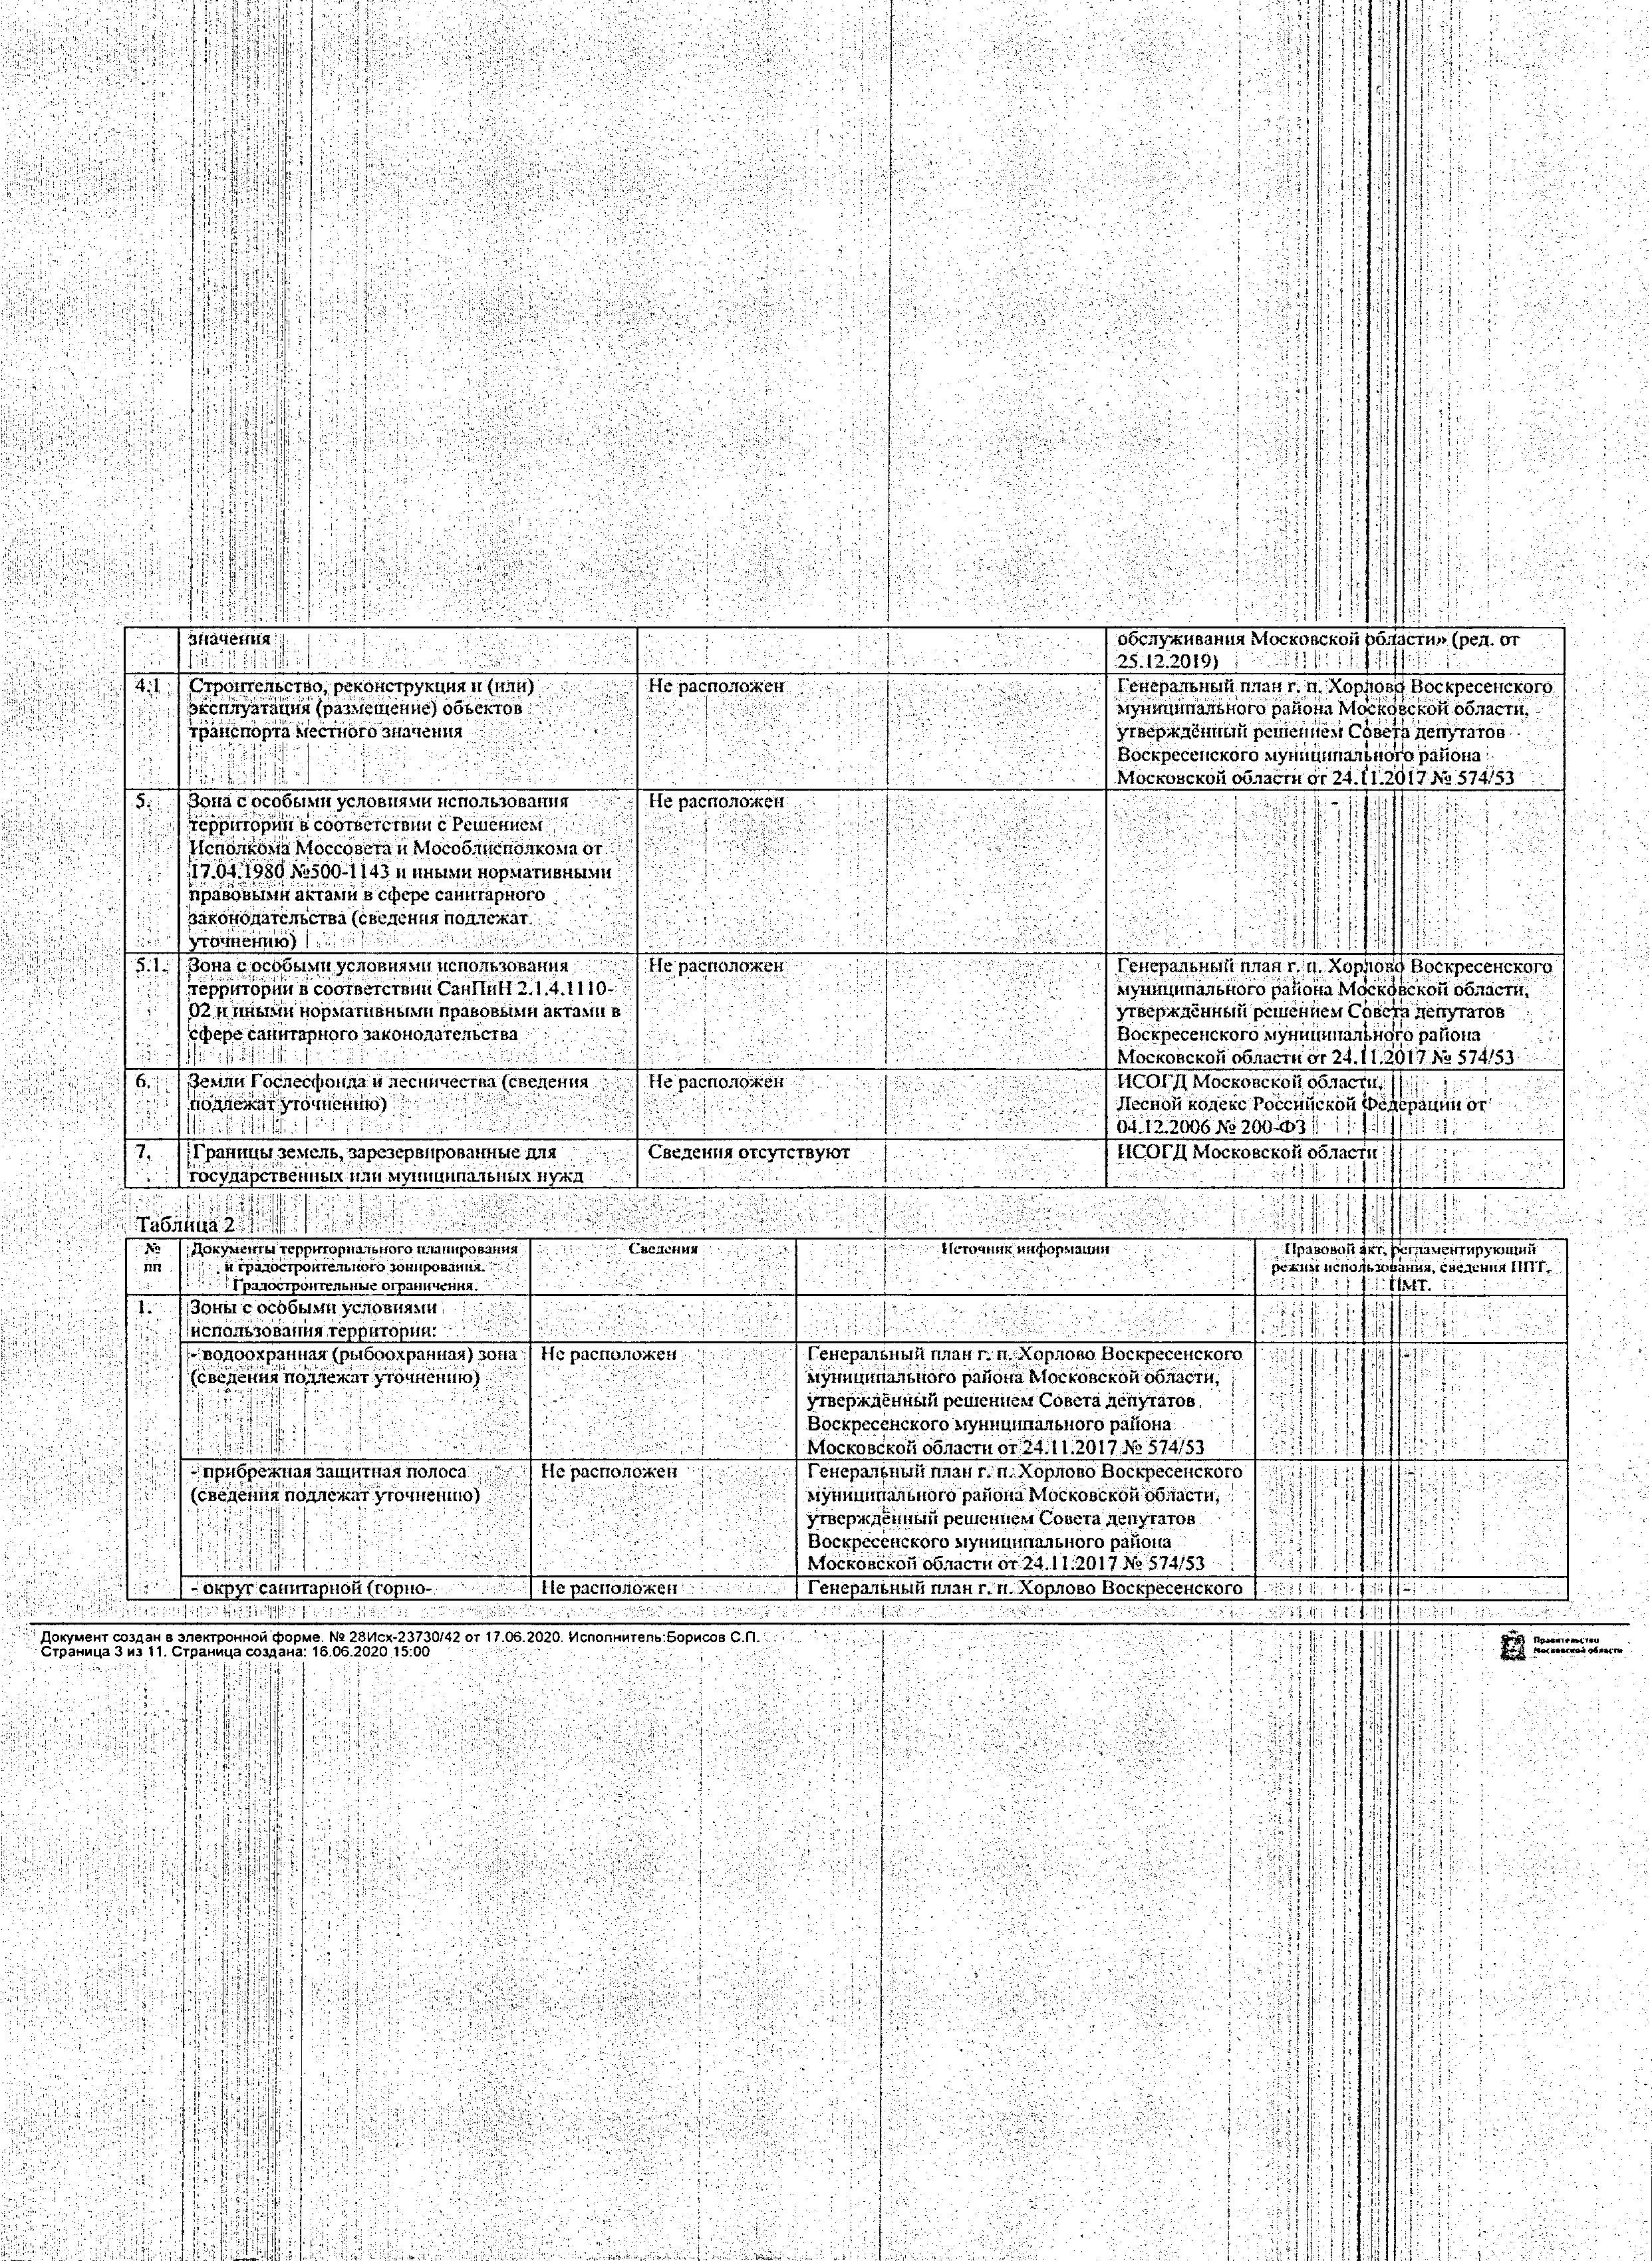 значения
обслуживания Московской области» (ред. от
25.12.2019)
4.1
Строительство, реконструкция и (или)
эксплуатация (размещение) объектов
транспорта местного значения
Не расположен
Генеральный план г. п. Хорлово Воскресенского
муниципального района Московской области,
утверждённый решением Совета депутатов
Воскресенского муниципального района
Московской области от 24.11.2017 № 574/53
5.
Зона с особыми условиями использования
территории в соответствии с Решением
Исполкома Моссовета и Мособлисполкома от
17.04.1980 №500-1143 и иными нормативными
правовыми актами в сфере санитарного
законодательства (сведения подлежат
уточнению)
Не расположен
5.1.
Зона с особыми условиями использования
территории в соответствии СанПиН 2.1.4.1110-
02 и иными нормативными правовыми актами в
сфере санитарного законодательства
Не расположен
Генеральный план г. п. Хорлово Воскресенского
муниципального района Московской области,
утверждённый решением Совета депутатов
Воскресенского муниципального района
Московской области от 24.11.2017 № 574/53
6.
Земли Гослесфонда и лесничества (сведения
подлежат уточнению)
Не расположен
ИСОГД Московской области,
Лесной кодекс Российской Федерации от
04.12.2006 № 200-ФЗ
7.
Границы земель, зарезервированные для
государственных или муниципальных нужд
Сведения отсутствуют
ИСОГД Московской области
Таблица 2
№
пп
Документы территориального планирования
и градостроительного зонирования.
Градостроительные ограничения.
Сведения
Источник информации
Правовой акт, регламентирующий
режим использования, сведения ППТ,
ПМТ.
1.
Зоны с особыми условиями
использования территории:
- водоохранная (рыбоохранная) зона
(сведения подлежат уточнению)
Не расположен
Генеральный план г. п. Хорлово Воскресенского
муниципального района Московской области,
утверждённый решением Совета депутатов
Воскресенского муниципального района
Московской области от 24.11.2017 № 574/53
-
- прибрежная защитная полоса
(сведения подлежат уточнению)
Не расположен
Генеральный план г. п. Хорлово Воскресенского
муниципального района Московской области,
утверждённый решением Совета депутатов
Воскресенского муниципального района
Московской области от 24.11.2017 № 574/53
- округ санитарной (горно-
Не расположен
Генеральный план г. п. Хорлово Воскресенского
-
Документ создан в электронной форме. № 28Исх-23730/42 от 17.06.2020. Исполнитель:Борисов С.П.
Страница 3 из 11. Страница создана: 16.06.2020 15:00
Правительство
Московской области